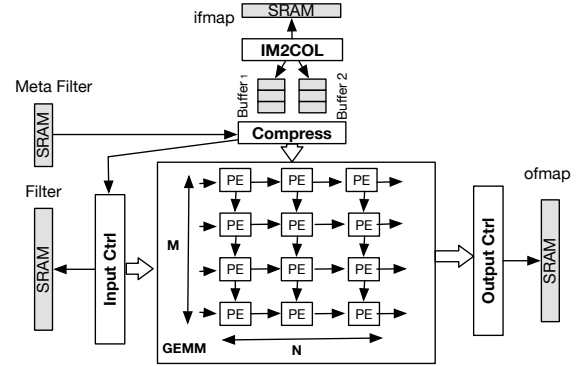 SRAM
ifmap
IM2COL
Buffer 1
Buffer 2
Meta Filter
SRAM
Compress
Filter
SRAM
Input Ctrl
M
PE PE PE
PE PE PE
PE PE PE
PE PE PE
GEMM
N
Output Ctrl
ofmap
SRAM